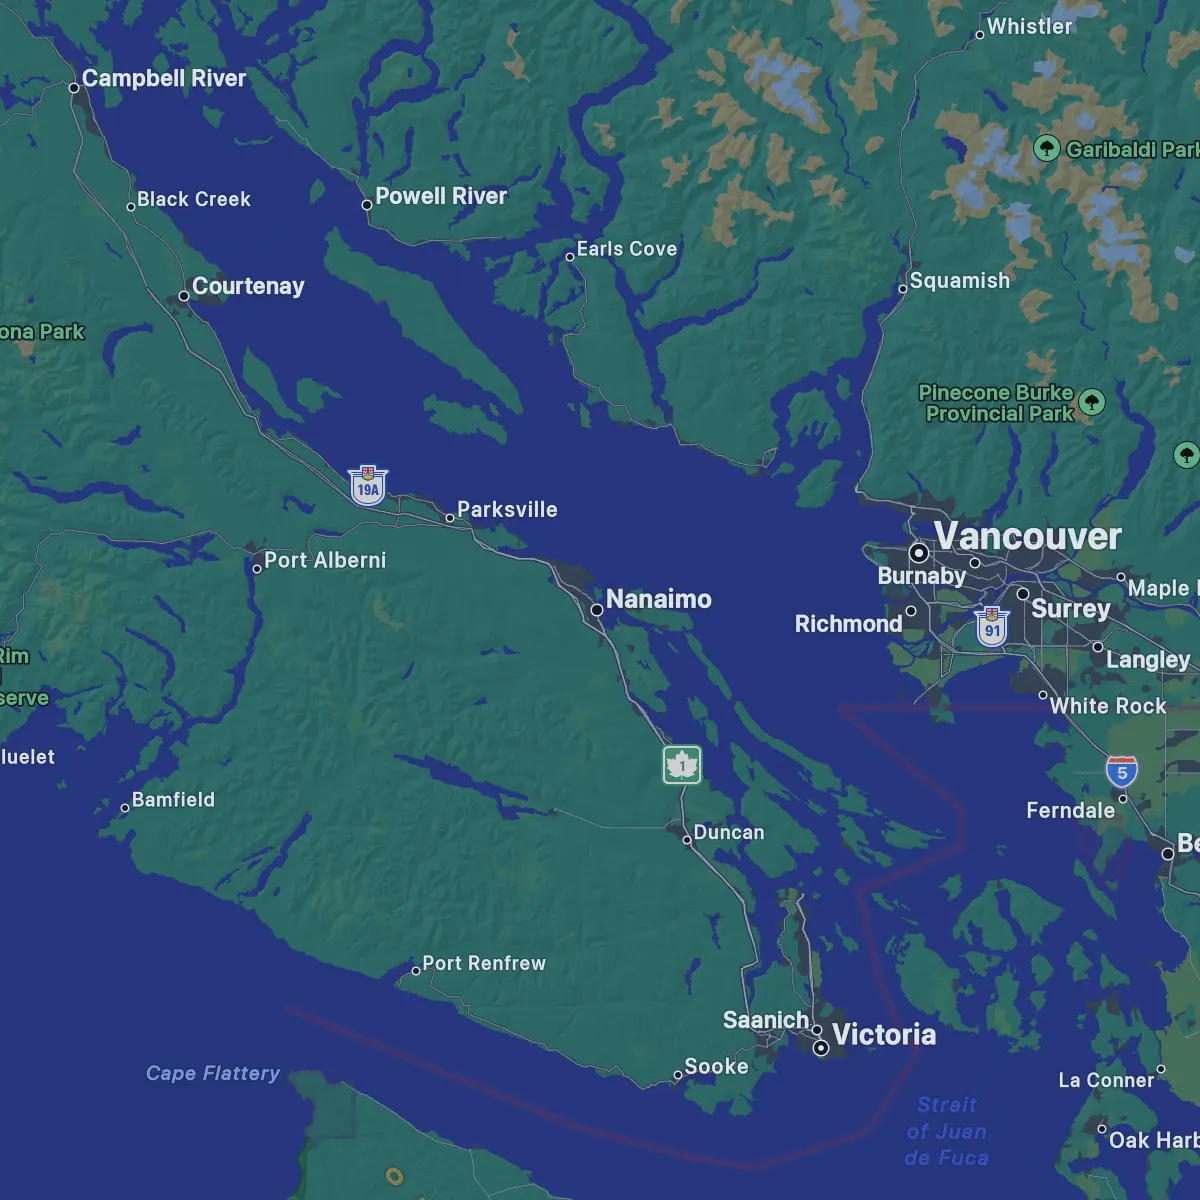 Whistler
Campbell River
Garibaldi Park
Black Creek
Powell River
Earls Cove
Courtenay
Squamish
ona Park
Pinecone Burke
Provincial Park
19A
Parksville
Vancouver
Port Alberni
Burnaby
Maple
Nanaimo
Surrey
Richmond
91
Rim
Langley
serve
White Rock
luelet
1
5
Bamfield
Ferndale
Duncan
Be
Port Renfrew
Saanich
Victoria
Sooke
Cape Flattery
La Conner
Strait
of Juan
de Fuca
Oak Harb